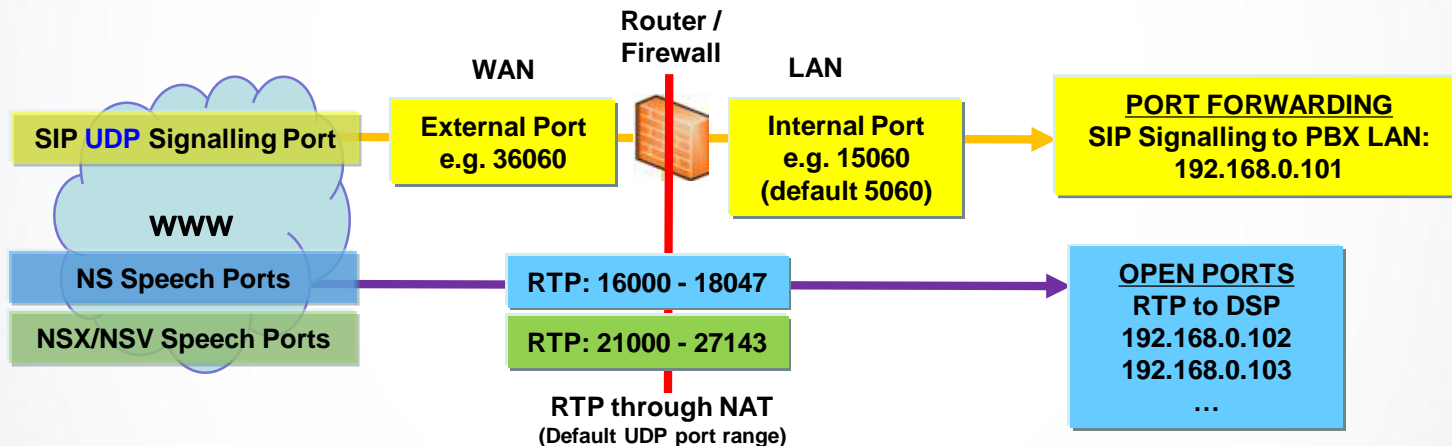 Router /
Firewall
WAN
LAN
SIP UDP Signalling Port
External Port
e.g. 36060
Internal Port
e.g. 15060
(default 5060)
PORT FORWARDING
SIP Signalling to PBX LAN:
192.168.0.101
WWW
NS Speech Ports
RTP: 16000 - 18047
NSX/NSV Speech Ports
RTP: 21000 - 27143
OPEN PORTS
RTP to DSP
192.168.0.102
192.168.0.103
…
RTP through NAT
(Default UDP port range)